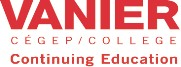 VANIER
CÉGEP/COLLEGE
Continuing Education